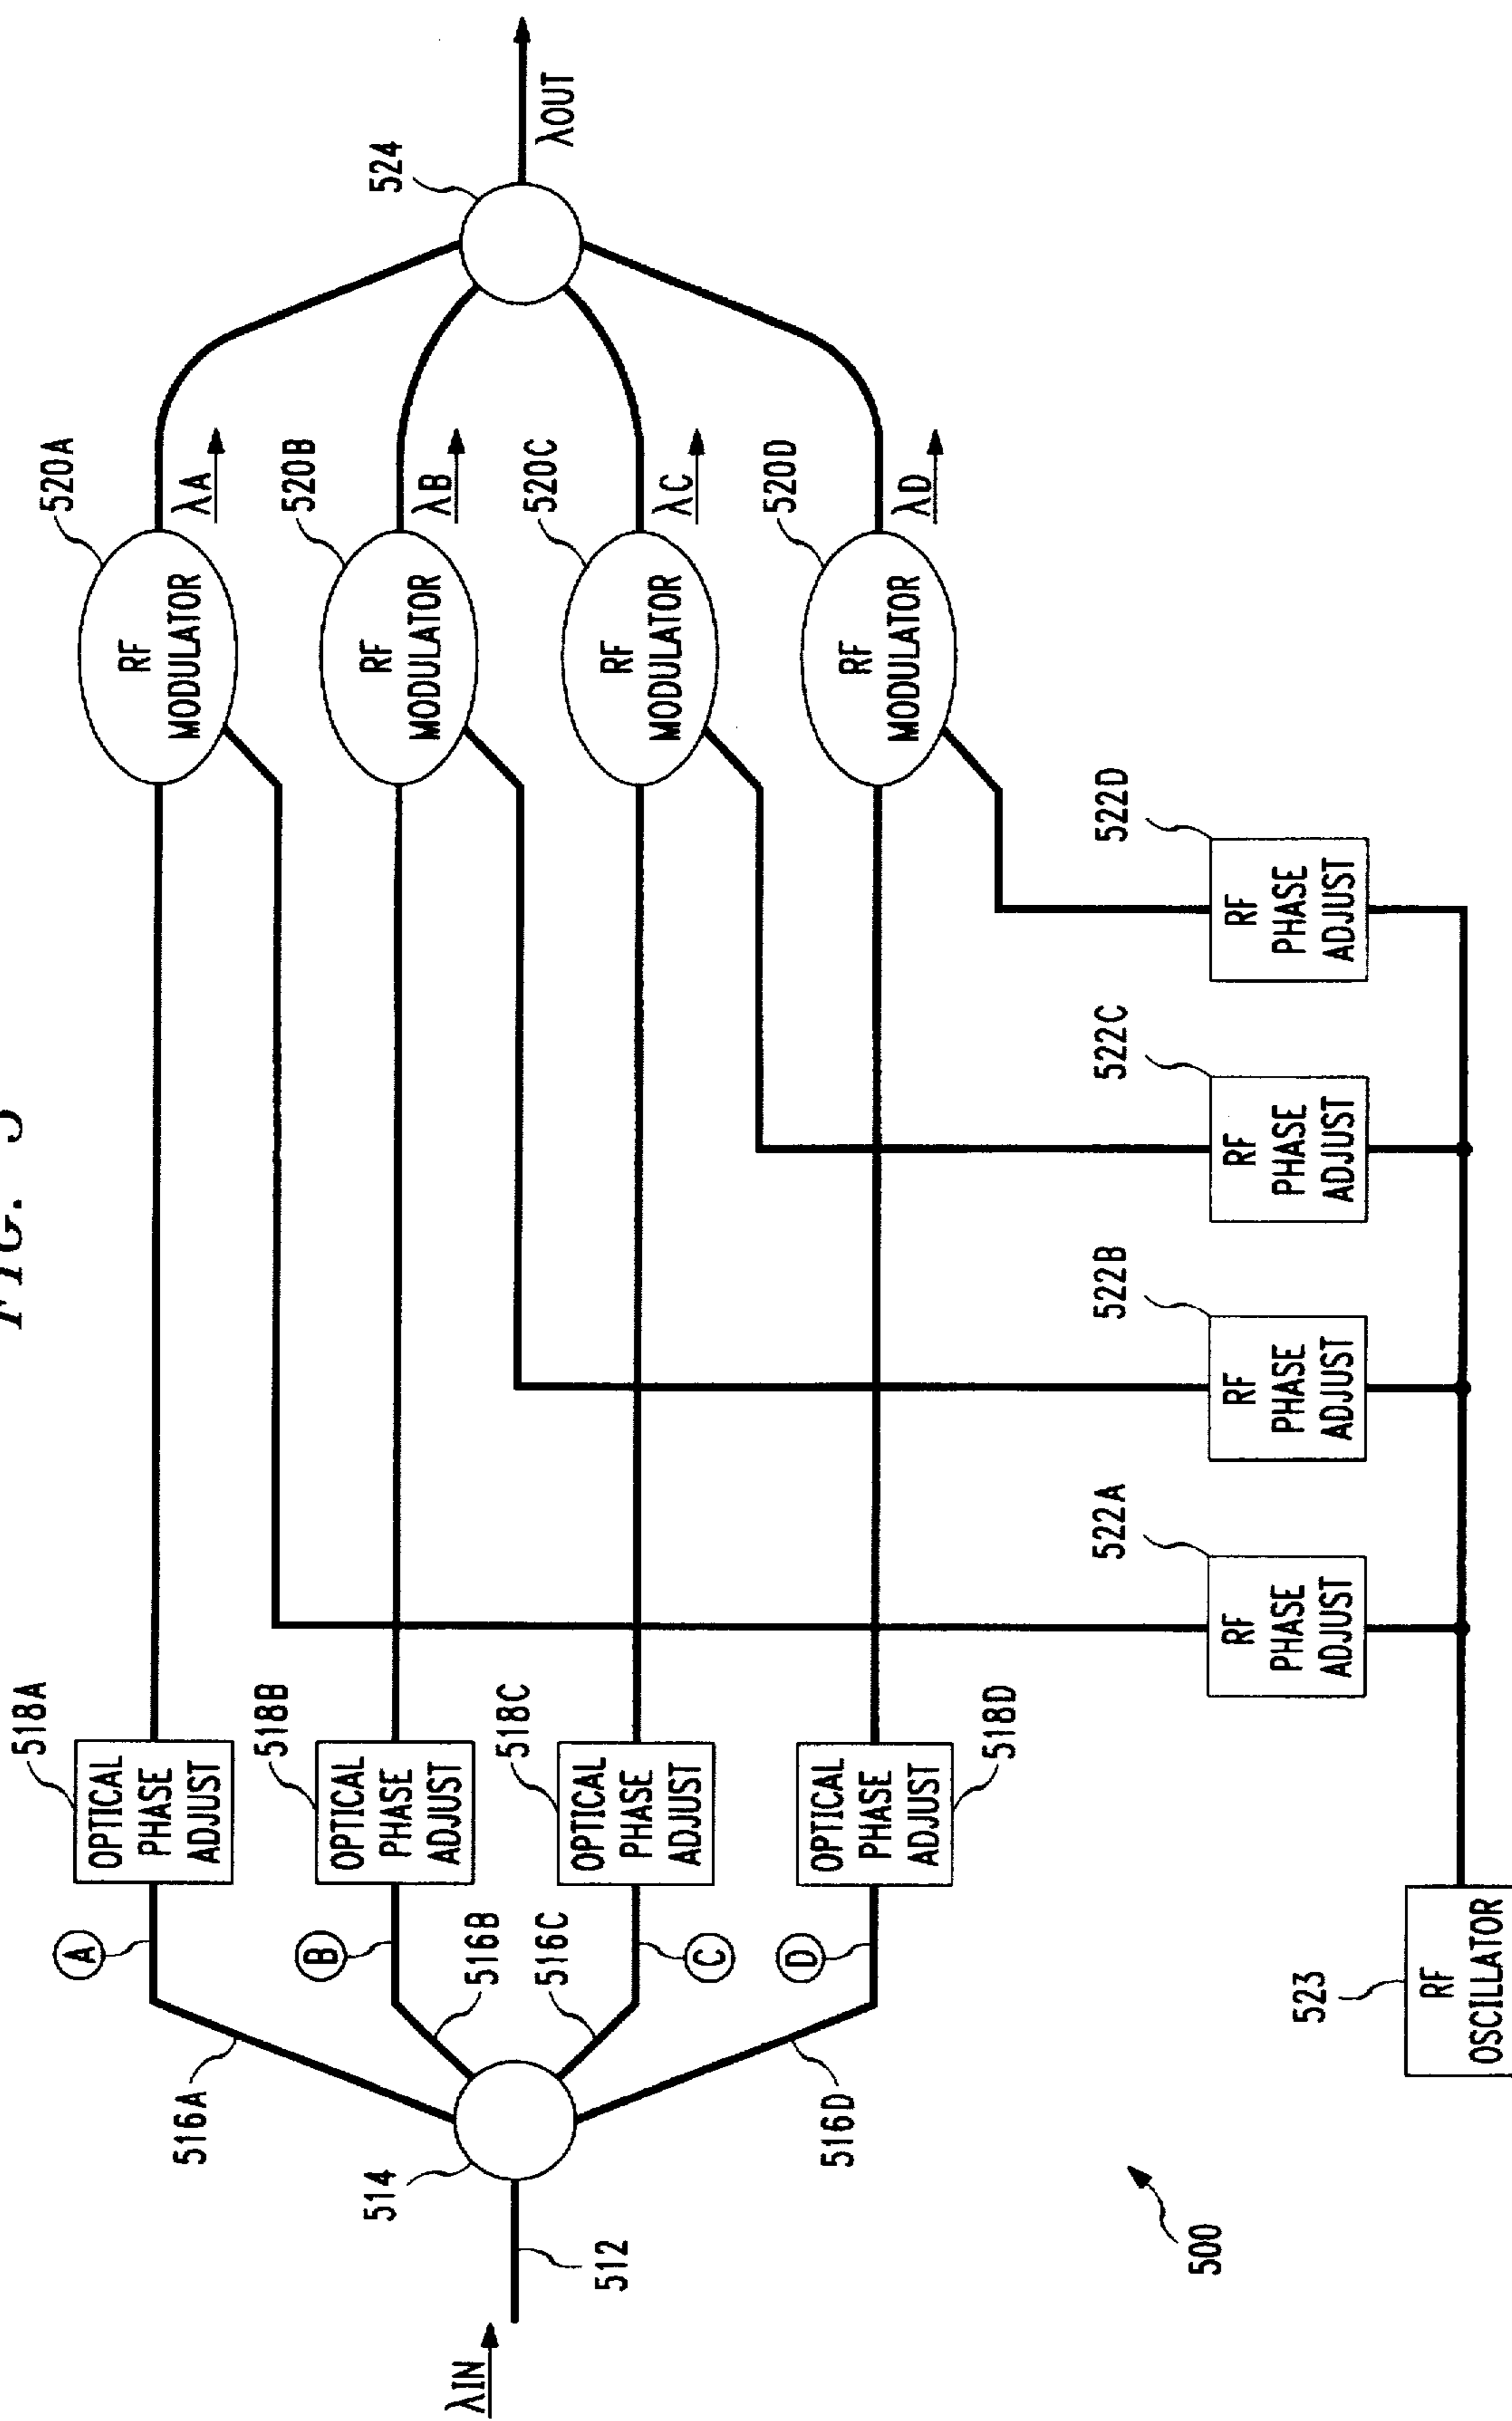 FIG. 5
518A
OPTICAL
PHASE
ADJUST
A
516A
520A
RF
MODULATOR
λA
518B
OPTICAL
PHASE
ADJUST
B
516B
520B
RF
MODULATOR
λB
518C
OPTICAL
PHASE
ADJUST
C
516C
520C
RF
MODULATOR
λC
518D
OPTICAL
PHASE
ADJUST
D
516D
520D
RF
MODULATOR
λD
514
512
λIN
524
λOUT
522A
RF
PHASE
ADJUST
522B
RF
PHASE
ADJUST
522C
RF
PHASE
ADJUST
522D
RF
PHASE
ADJUST
523
RF
OSCILLATOR
500